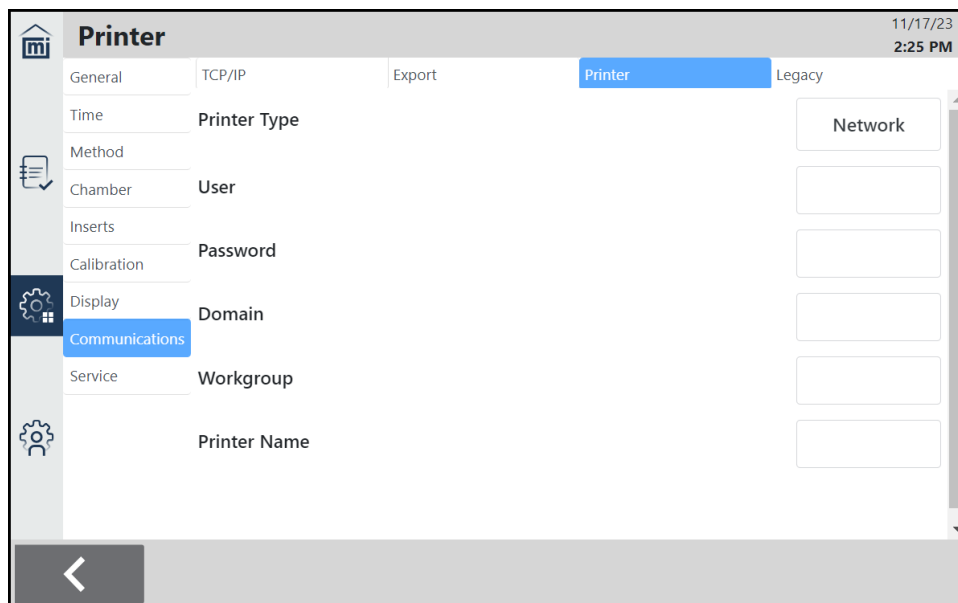 mi
Printer
11/17/23
2:25 PM
General
Time
Method
Chamber
Inserts
Calibration
Display
Communications
Service
TCP/IP
Export
Printer
Legacy
Printer Type
Network
User
Password
Domain
Workgroup
Printer Name